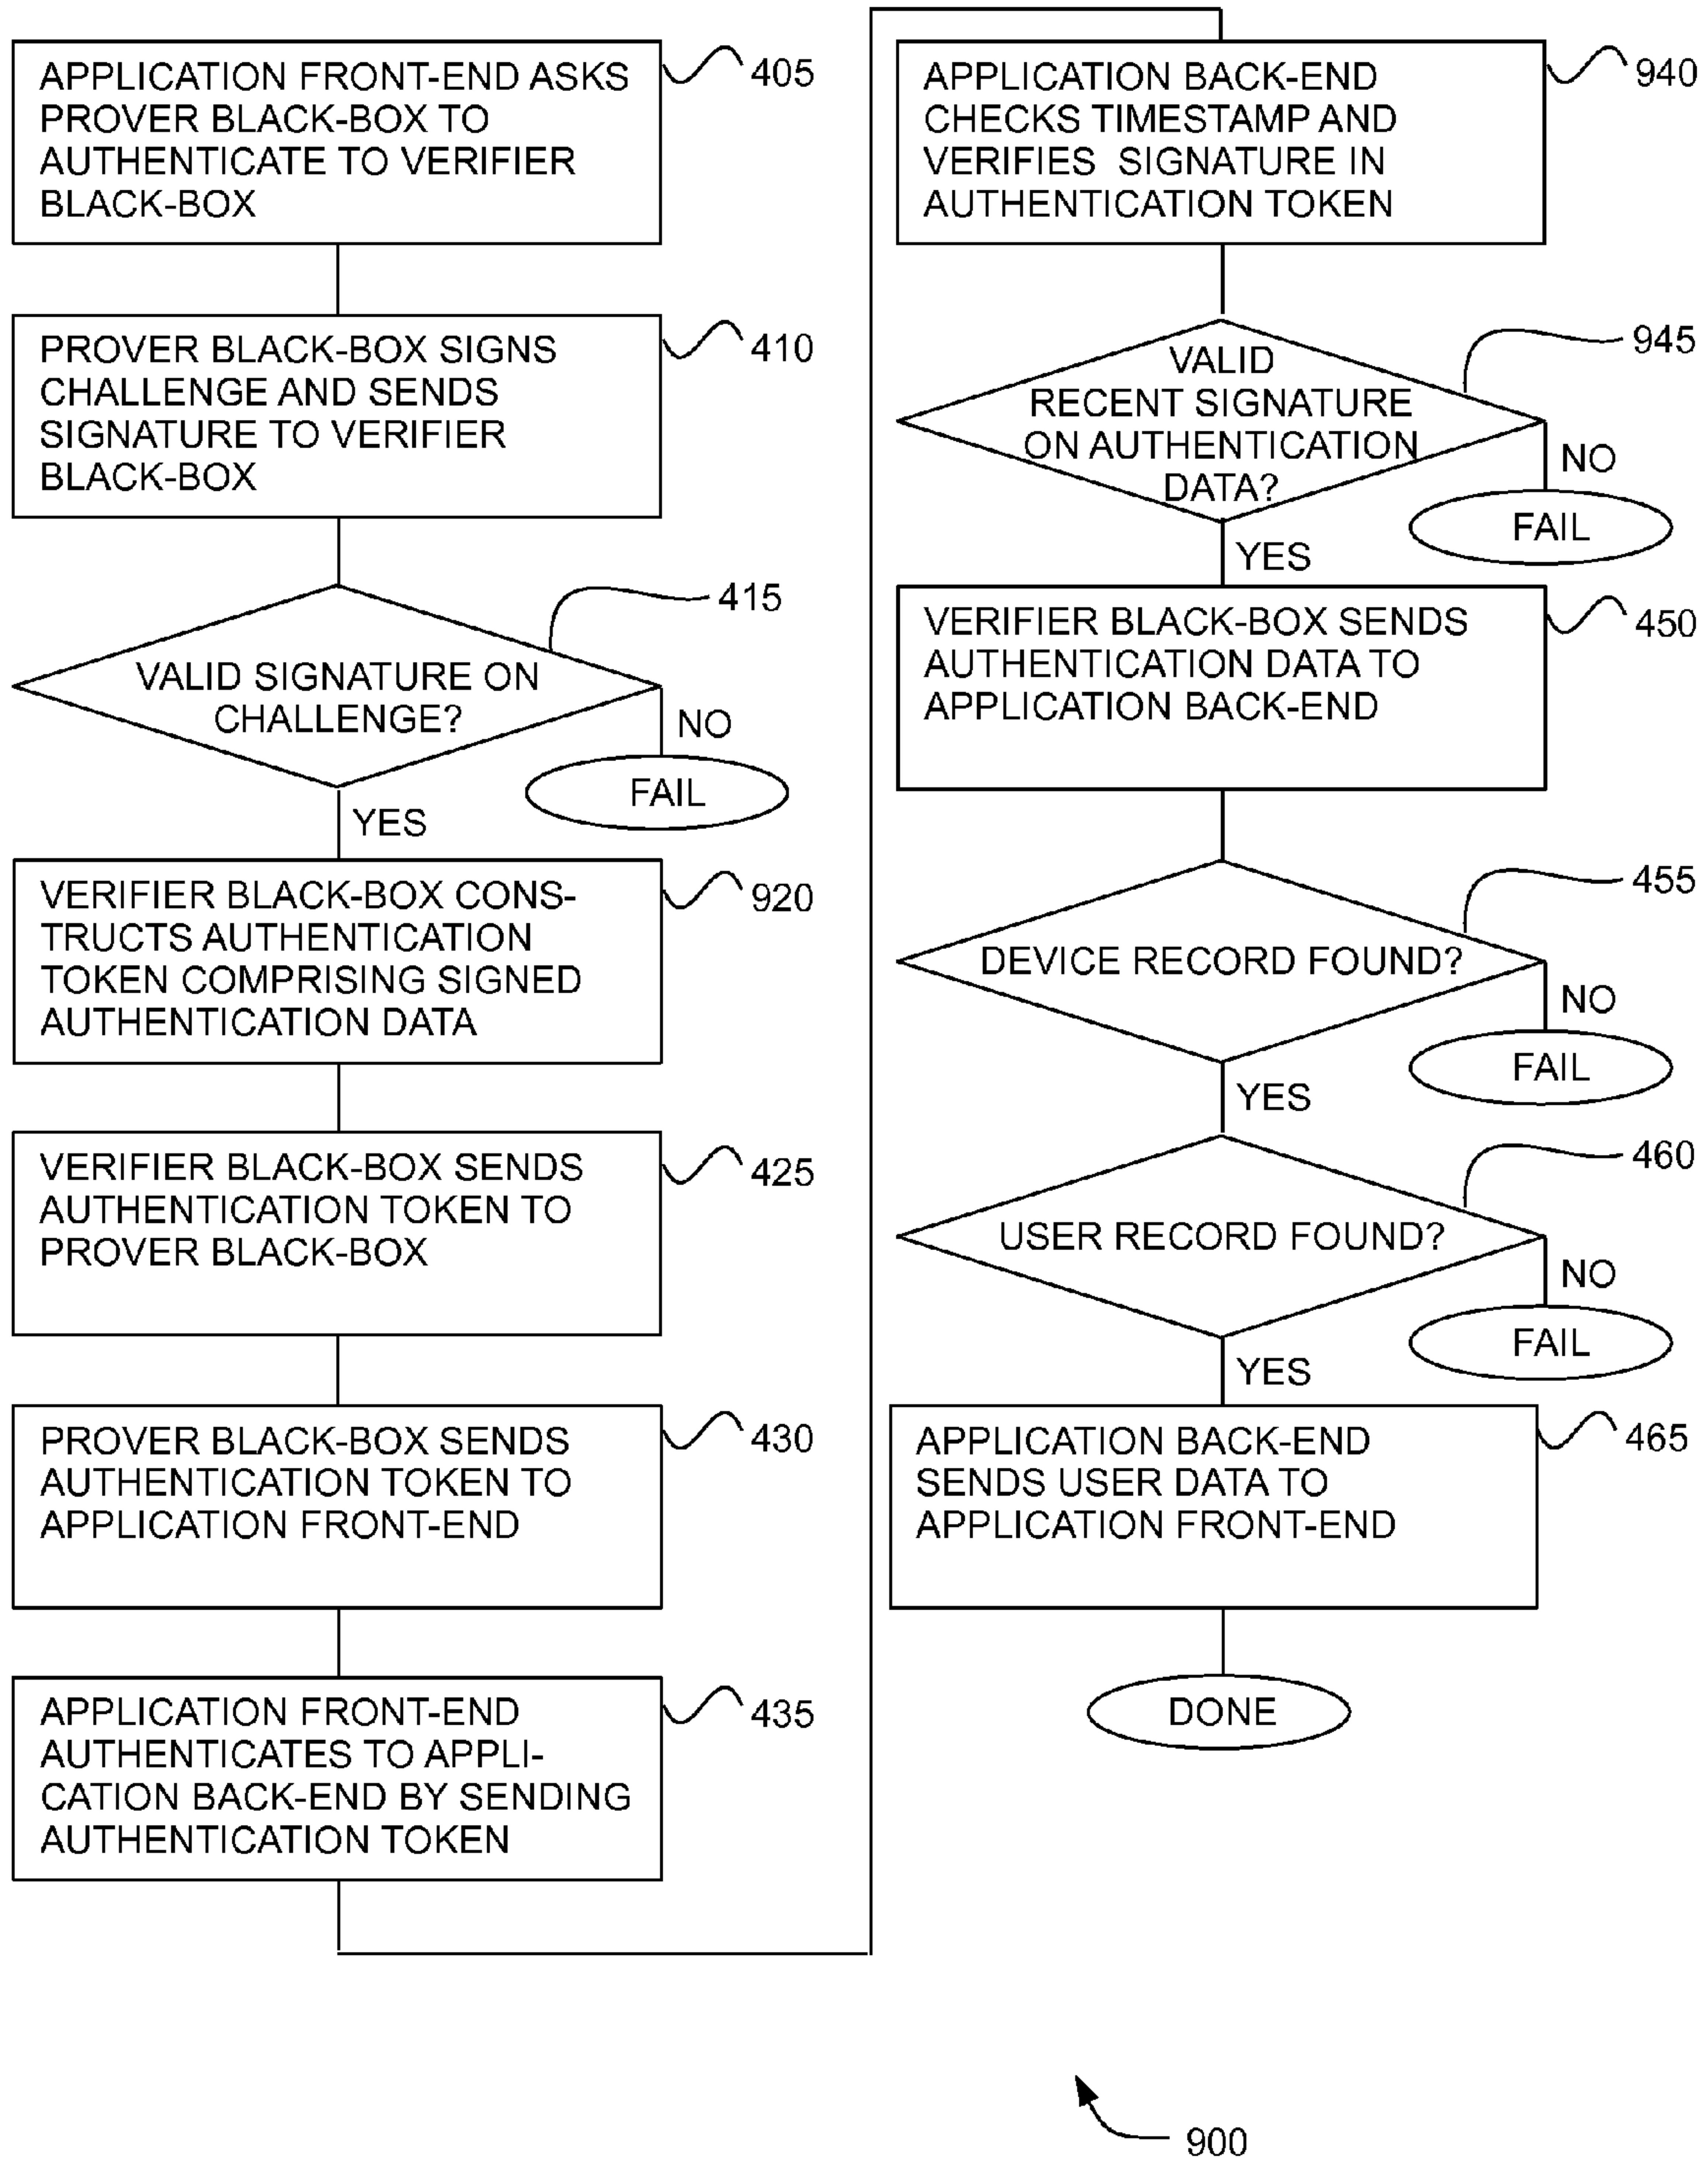 APPLICATION FRONT-END ASKS
PROVER BLACK-BOX TO
AUTHENTICATE TO VERIFIER
BLACK-BOX
405
PROVER BLACK-BOX SIGNS
CHALLENGE AND SENDS
SIGNATURE TO VERIFIER
BLACK-BOX
410
415
VALID SIGNATURE ON
CHALLENGE?
NO
FAIL
YES
VERIFIER BLACK-BOX CONS-
TRUCTS AUTHENTICATION
TOKEN COMPRISING SIGNED
AUTHENTICATION DATA
920
VERIFIER BLACK-BOX SENDS
AUTHENTICATION TOKEN TO
PROVER BLACK-BOX
425
PROVER BLACK-BOX SENDS
AUTHENTICATION TOKEN TO
APPLICATION FRONT-END
430
APPLICATION FRONT-END
AUTHENTICATES TO APPLI-
CATION BACK-END BY SENDING
AUTHENTICATION TOKEN
435
APPLICATION BACK-END
CHECKS TIMESTAMP AND
VERIFIES SIGNATURE IN
AUTHENTICATION TOKEN
940
945
VALID
RECENT SIGNATURE
ON AUTHENTICATION
DATA?
NO
FAIL
YES
VERIFIER BLACK-BOX SENDS
AUTHENTICATION DATA TO
APPLICATION BACK-END
450
455
DEVICE RECORD FOUND?
NO
FAIL
YES
460
USER RECORD FOUND?
NO
FAIL
YES
APPLICATION BACK-END
SENDS USER DATA TO
APPLICATION FRONT-END
465
DONE
900